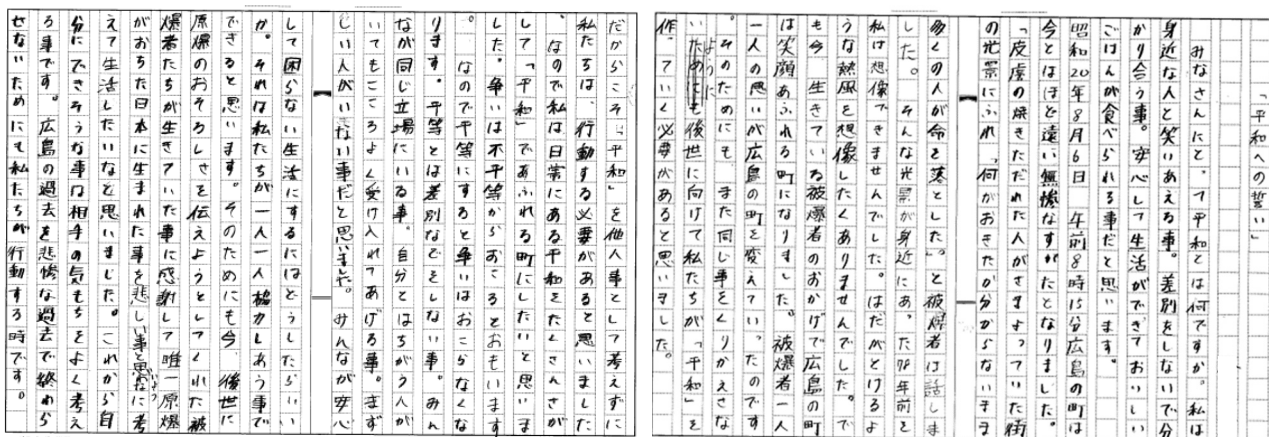 「平和への誓い」
みなさんにとって平和とは何ですか。私は
身近な人と笑いあえる事。差別をしないで分
かり合う事。安心して生活ができておいしい
ごはんが食べられる事だと思います。
昭和20年8月6日 午前8時15分広島の町は
今とはほど遠い無惨なすがたとなりました。
「皮膚の焼きただれた人がさまよっていた街
の光景にふれ「何がおきたか分からないまま
多くの人が命を落とした。」と被爆者は話しま
した。そんな光景が身近にあった78年前を
私は想像できませんでした。はだがとけるよ
うな熱風を想像したくありませんでした。で
も今、生きている被爆者のおかげで広島の町
は笑顔あふれる町になりました。被爆者一人
一人の思いが広島の町を変えていったのです
。そのためにも、また同じ事をくりかえさな
いように後世に向けて私たちが「平和」を
作っていく必要があると思いました。
だからこそ「平和」を他人事として考えずに
私たちは、行動する必要があると思いました
。なので私は日常にある平和をたくさんさが
して「平和」であふれる町にしたいと思いま
した。争いは不平等からおこるとおもいます
。なので平等にすると争いはおこらなくな
ります。平等とは差別などをしない事。みん
なが同じ立場にいる事。自分とはちがう人が
いてもこころよく受け入れてあげる事。まず
しい人がいない事だと思いました。みんなが安心
して困らない生活にするにはどうしたらいい
か。それは私たちが一人一人協力しあう事で
できると思います。そのためにも今、後世に
原爆のおそろしさを伝えようとしてくれた被
爆者たちが生きていた事に感謝して唯一原爆
がおちた日本に生まれた事を悲しい事と思わずに考
えて生活したいなと思いました。これから自
分にできそうな事は相手の気もちをよく考え
る事です。広島の過去を悲惨な過去で終わら
せないためにも私たちが行動する時です。